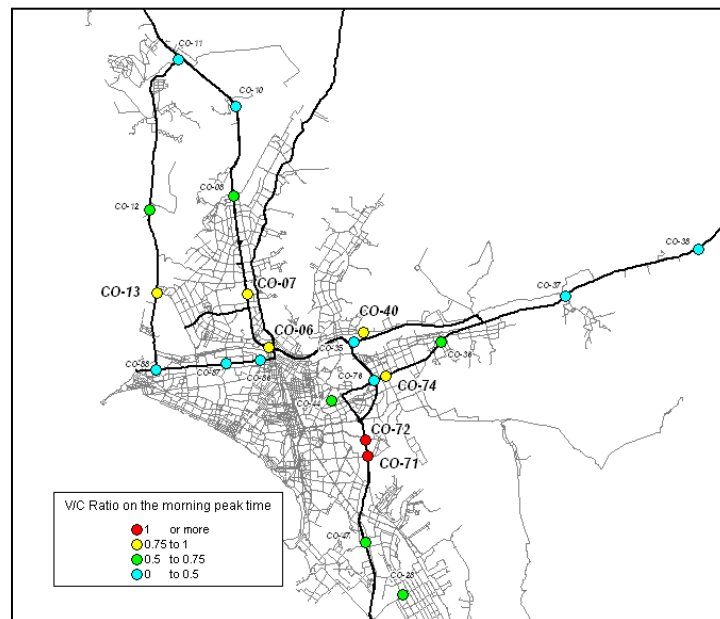 CO-11
CO-10
CO-08
CO-12
CO-38
CO-37
CO-13
CO-07
CO-40
CO-06
CO-35
CO-36
CO-88
CO-87
CO-86
CO-76
CO-74
CO-44
CO-72
CO-71
CO-47
CO-28
V/C Ratio on the morning peak time
1 or more
0.75 to 1
0.5 to 0.75
0 to 0.5